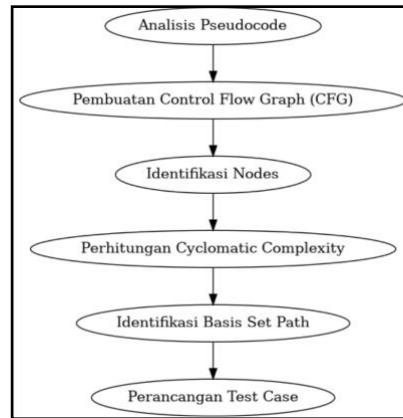 Analisis Pseudocode
Pembuatan Control Flow Graph (CFG)
Identifikasi Nodes
Perhitungan Cyclomatic Complexity
Identifikasi Basis Set Path
Perancangan Test Case